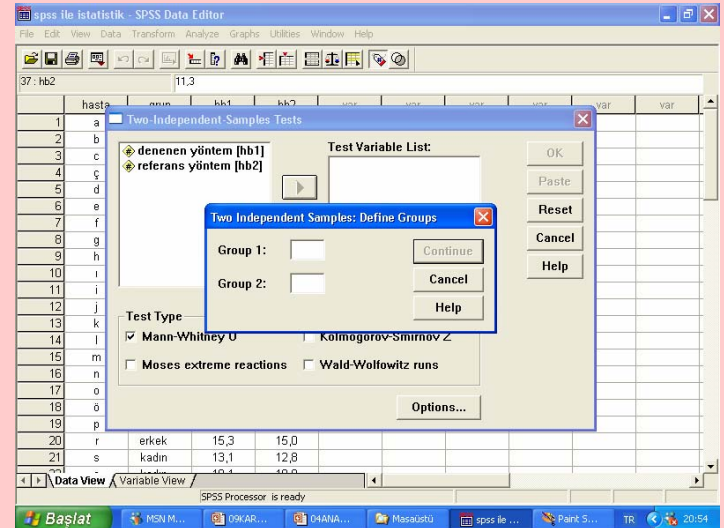 spss ile istatistik - SPSS Data Editor
File Edit View Data Transform Analyze Graphs Utilities Window Help
37 : hb2 11,3
hasta grup hb1 hb2 var var var var var var
Two-Independent-Samples Tests
1 a
2 b
3 c
4 ç
5 d
6 e
7 f
8 g
9 h
10 ı
11 i
12 j
13 k
14 l
15 m
16 n
17 o
18 ö
19 p
20 r erkek 15,3 15,0
21 s kadın 13,1 12,8
denenen yöntem [hb1]
referans yöntem [hb2]
Test Variable List:
OK
Paste
Reset
Cancel
Help
Two Independent Samples: Define Groups
Group 1:
Group 2:
Continue
Cancel
Help
Test Type
Mann-Whitney U Kolmogorov-Smirnov Z
Moses extreme reactions Wald-Wolfowitz runs
Options...
Data View Variable View
SPSS Processor is ready
Başlat MSN M... 09KAR... 04ANA... Masaüstü spss ile ... Paint S... TR 20:54